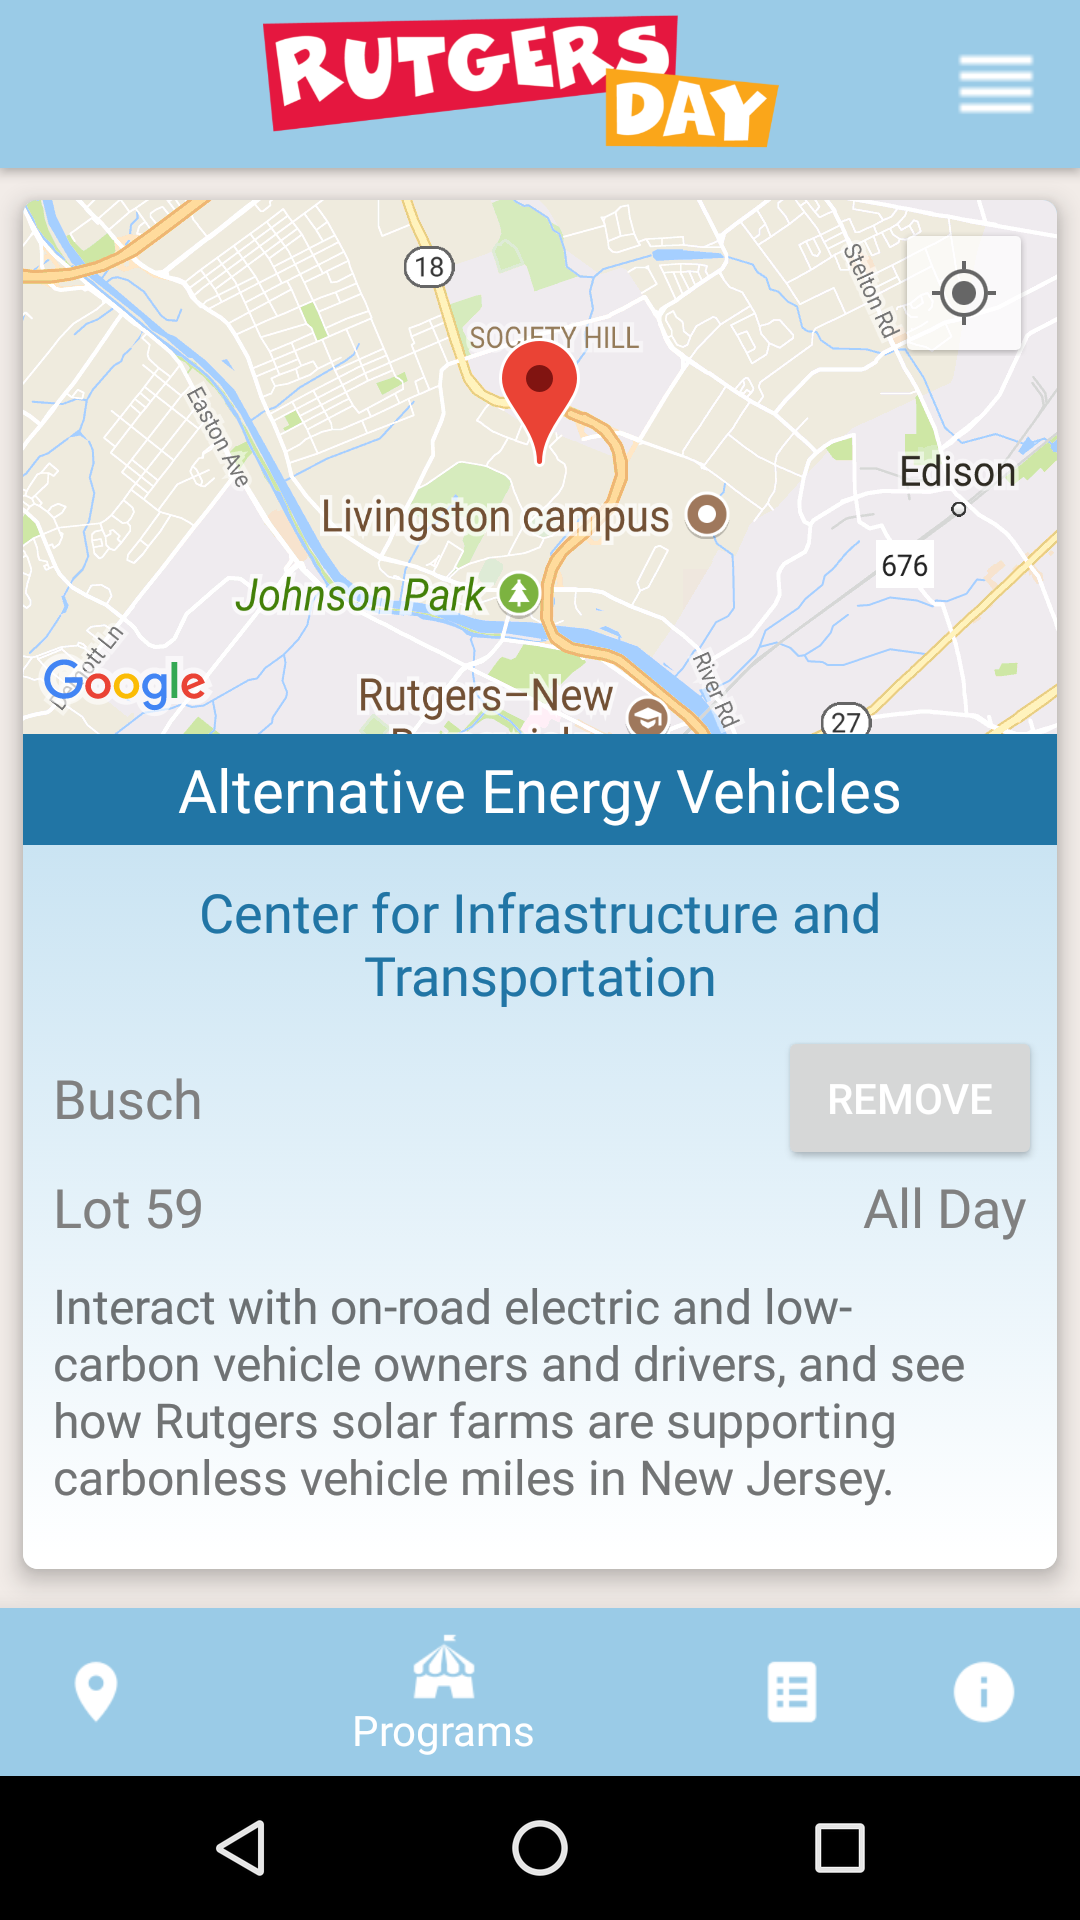 RUTGERS
DAY
18
Stelton Rd
SOCIETY HILL
Easton Ave
Edison
Livingston campus
676
Johnson Park
Google
River Rd
Rutgers–New
27
Alternative Energy Vehicles
Center for Infrastructure and
Transportation
Busch
REMOVE
Lot 59
All Day
Interact with on-road electric and low-
carbon vehicle owners and drivers, and see
how Rutgers solar farms are supporting
carbonless vehicle miles in New Jersey.
Programs